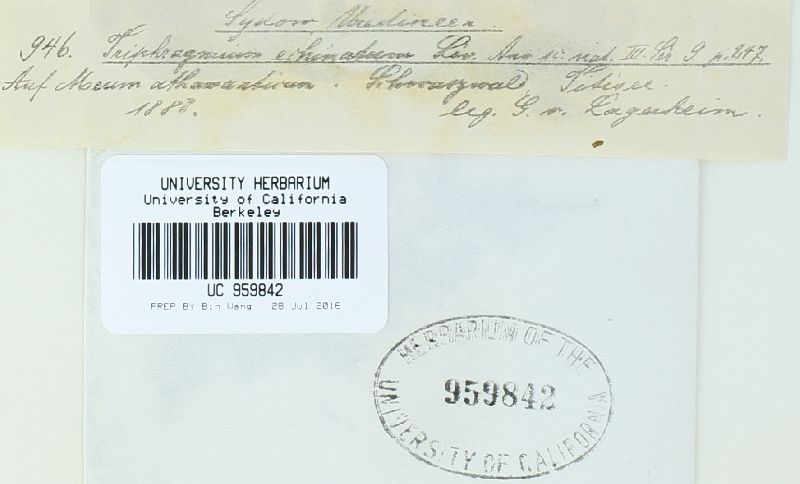 Sydow Uredineen.
946. Triphragmium echinatum Lév. Ann. sc. nat. III. Sér. 9 p. 247.
Auf Meum athamanticum. Schwarzwald, Titisee.
1888. leg. G. v. Lagerheim.
UNIVERSITY HERBARIUM
University of California
Berkeley
UC 959842
PREP BY Bin Wang . 28 Jul 2016
HERBARIUM OF THE
959842
UNIVERSITY OF CALIFORNIA